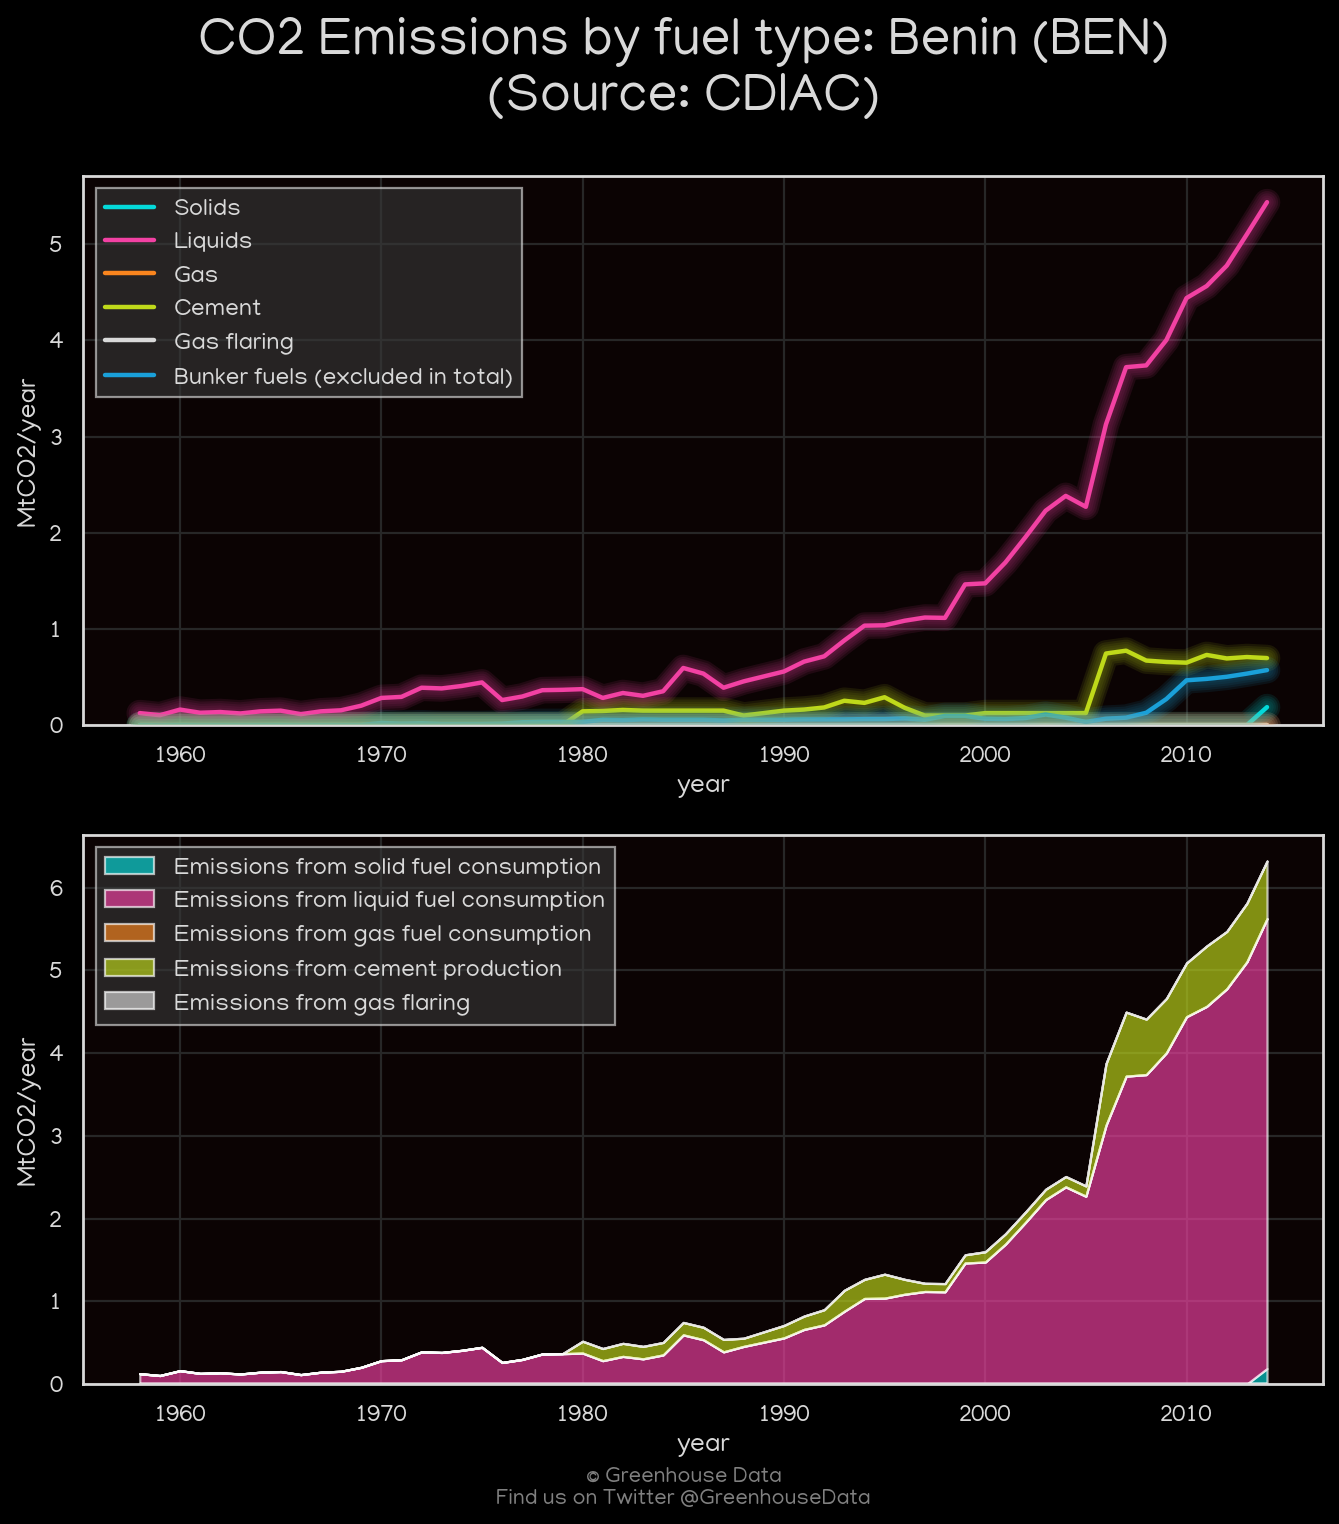 CO2 Emissions by fuel type: Benin (BEN)
(Source: CDIAC)
Solids
Liquids
Gas
Cement
Gas flaring
Bunker fuels (excluded in total)
MtCO2/year
5
4
3
2
1
0
1960 1970 1980 1990 2000 2010
year
Emissions from solid fuel consumption
Emissions from liquid fuel consumption
Emissions from gas fuel consumption
Emissions from cement production
Emissions from gas flaring
MtCO2/year
6
5
4
3
2
1
0
1960 1970 1980 1990 2000 2010
year
© Greenhouse Data
Find us on Twitter @GreenhouseData